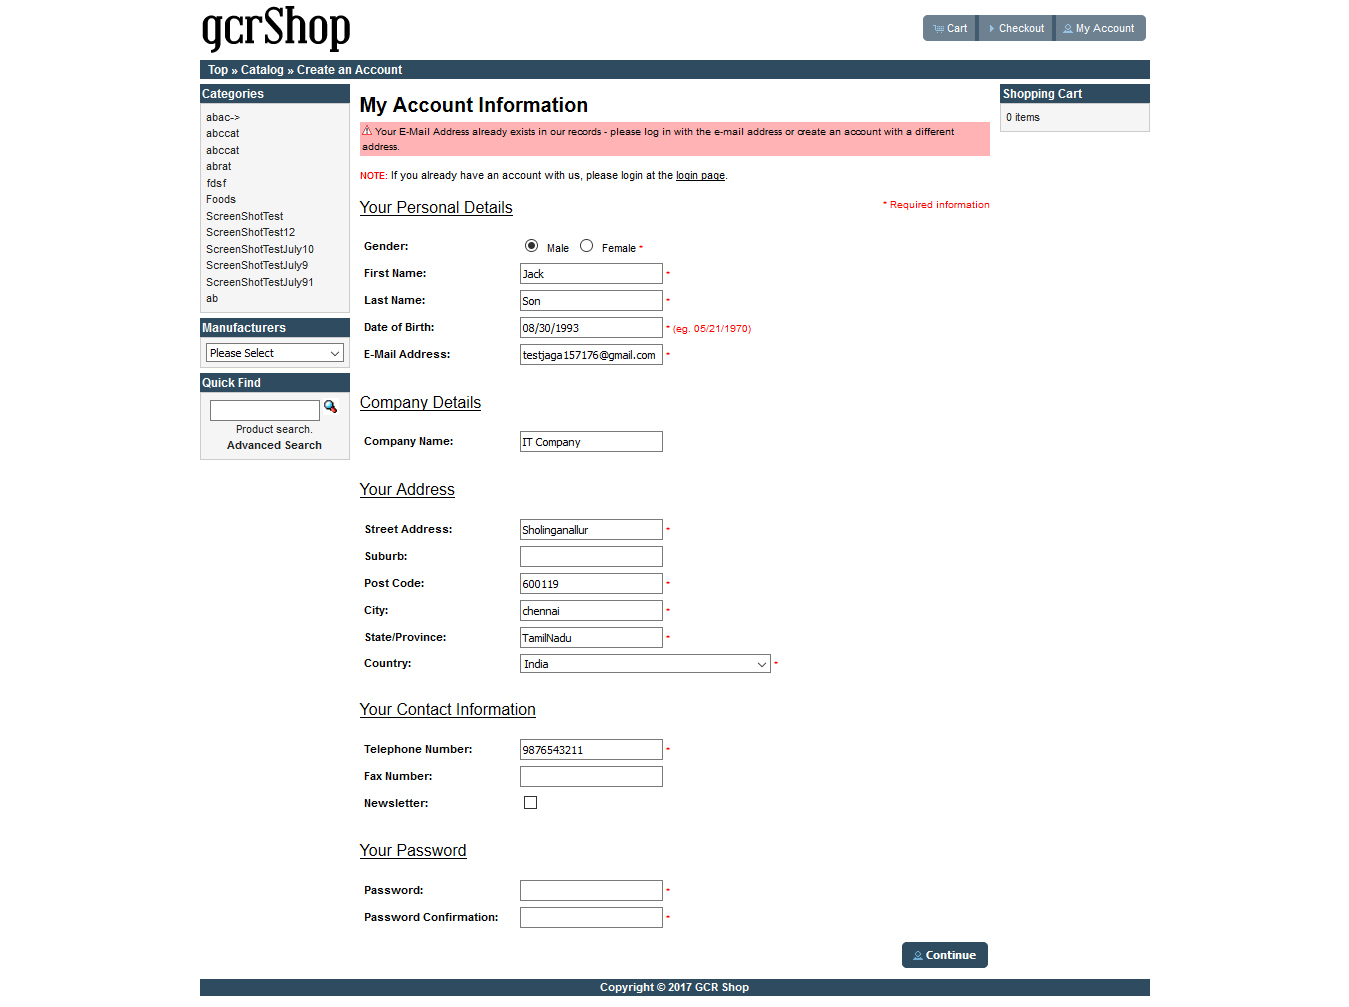 gcrShop
Cart
Checkout
My Account
Top » Catalog » Create an Account
Categories
abac->
abccat
abccat
abrat
fdsf
Foods
ScreenShotTest
ScreenShotTest12
ScreenShotTestJuly10
ScreenShotTestJuly9
ScreenShotTestJuly91
ab
Manufacturers
Please Select
Quick Find
Product search.
Advanced Search
My Account Information
Your E-Mail Address already exists in our records - please log in with the e-mail address or create an account with a different
address.
NOTE: If you already have an account with us, please login at the login page.
Your Personal Details
* Required information
Gender: Male Female *
First Name: Jack *
Last Name: Son *
Date of Birth: 08/30/1993 * (eg. 05/21/1970)
E-Mail Address: testjaga157176@gmail.com *
Company Details
Company Name: IT Company
Your Address
Street Address: Sholinganallur *
Suburb:
Post Code: 600119 *
City: chennai *
State/Province: TamilNadu *
Country: India *
Your Contact Information
Telephone Number: 9876543211 *
Fax Number:
Newsletter:
Your Password
Password: *
Password Confirmation: *
Continue
Shopping Cart
0 items
Copyright © 2017 GCR Shop